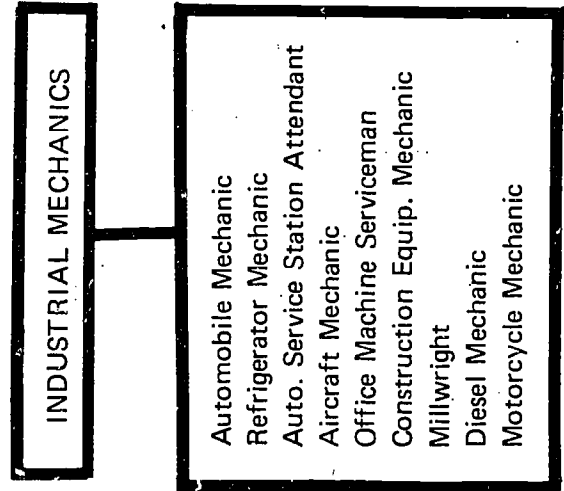 INDUSTRIAL MECHANICS
Automobile Mechanic
Refrigerator Mechanic
Auto. Service Station Attendant
Aircraft Mechanic
Office Machine Serviceman
Construction Equip. Mechanic
Millwright
Diesel Mechanic
Motorcycle Mechanic